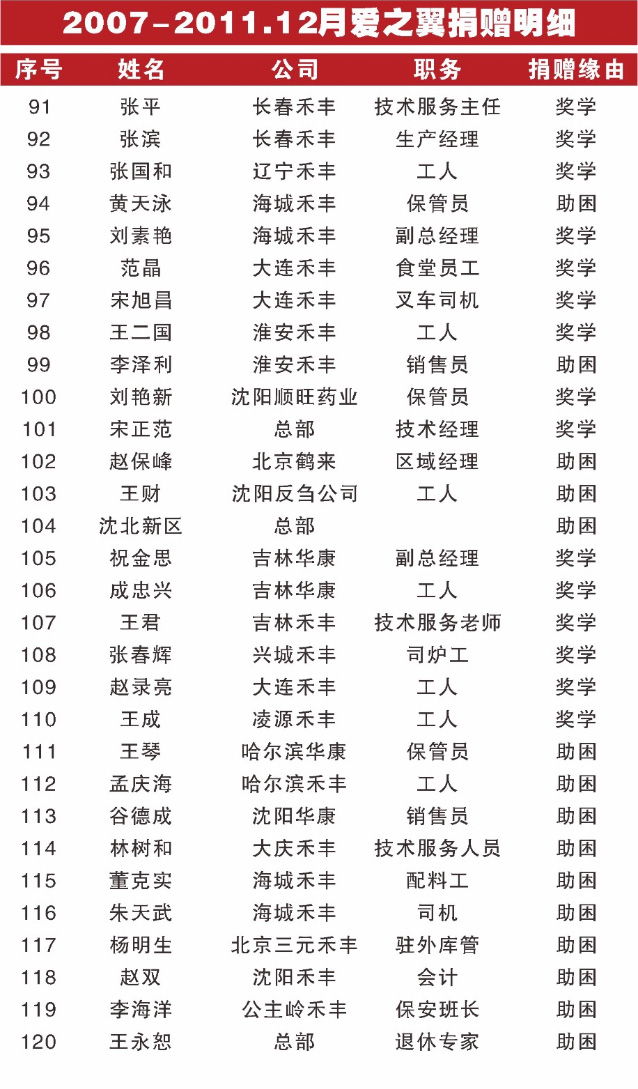 2007-2011.12月爱之翼捐赠明细
序号 姓名 公司 职务 捐赠缘由
91 张平 长春禾丰 技术服务主任 奖学
92 张滨 长春禾丰 生产经理 奖学
93 张国和 辽宁禾丰 工人 奖学
94 黄天泳 海城禾丰 保管员 助困
95 刘素艳 海城禾丰 副总经理 奖学
96 范晶 大连禾丰 食堂员工 奖学
97 宋旭昌 大连禾丰 叉车司机 奖学
98 王二国 淮安禾丰 工人 奖学
99 李泽利 淮安禾丰 销售员 助困
100 刘艳新 沈阳顺旺药业 保管员 奖学
101 宋正范 总部 技术经理 奖学
102 赵保峰 北京鹤来 区域经理 助困
103 王财 沈阳反刍公司 工人 助困
104 沈北新区 总部 助困
105 祝金思 吉林华康 副总经理 奖学
106 成忠兴 吉林华康 工人 奖学
107 王君 吉林禾丰 技术服务老师 奖学
108 张春辉 兴城禾丰 司炉工 奖学
109 赵录亮 大连禾丰 工人 奖学
110 王成 凌源禾丰 工人 奖学
111 王琴 哈尔滨华康 保管员 助困
112 孟庆海 哈尔滨禾丰 工人 助困
113 谷德成 沈阳华康 销售员 助困
114 林树和 大庆禾丰 技术服务人员 助困
115 董克实 海城禾丰 配料工 助困
116 朱天武 海城禾丰 司机 助困
117 杨明生 北京三元禾丰 驻外库管 助困
118 赵双 沈阳禾丰 会计 助困
119 李海洋 公主岭禾丰 保安班长 助困
120 王永恕 总部 退休专家 助困